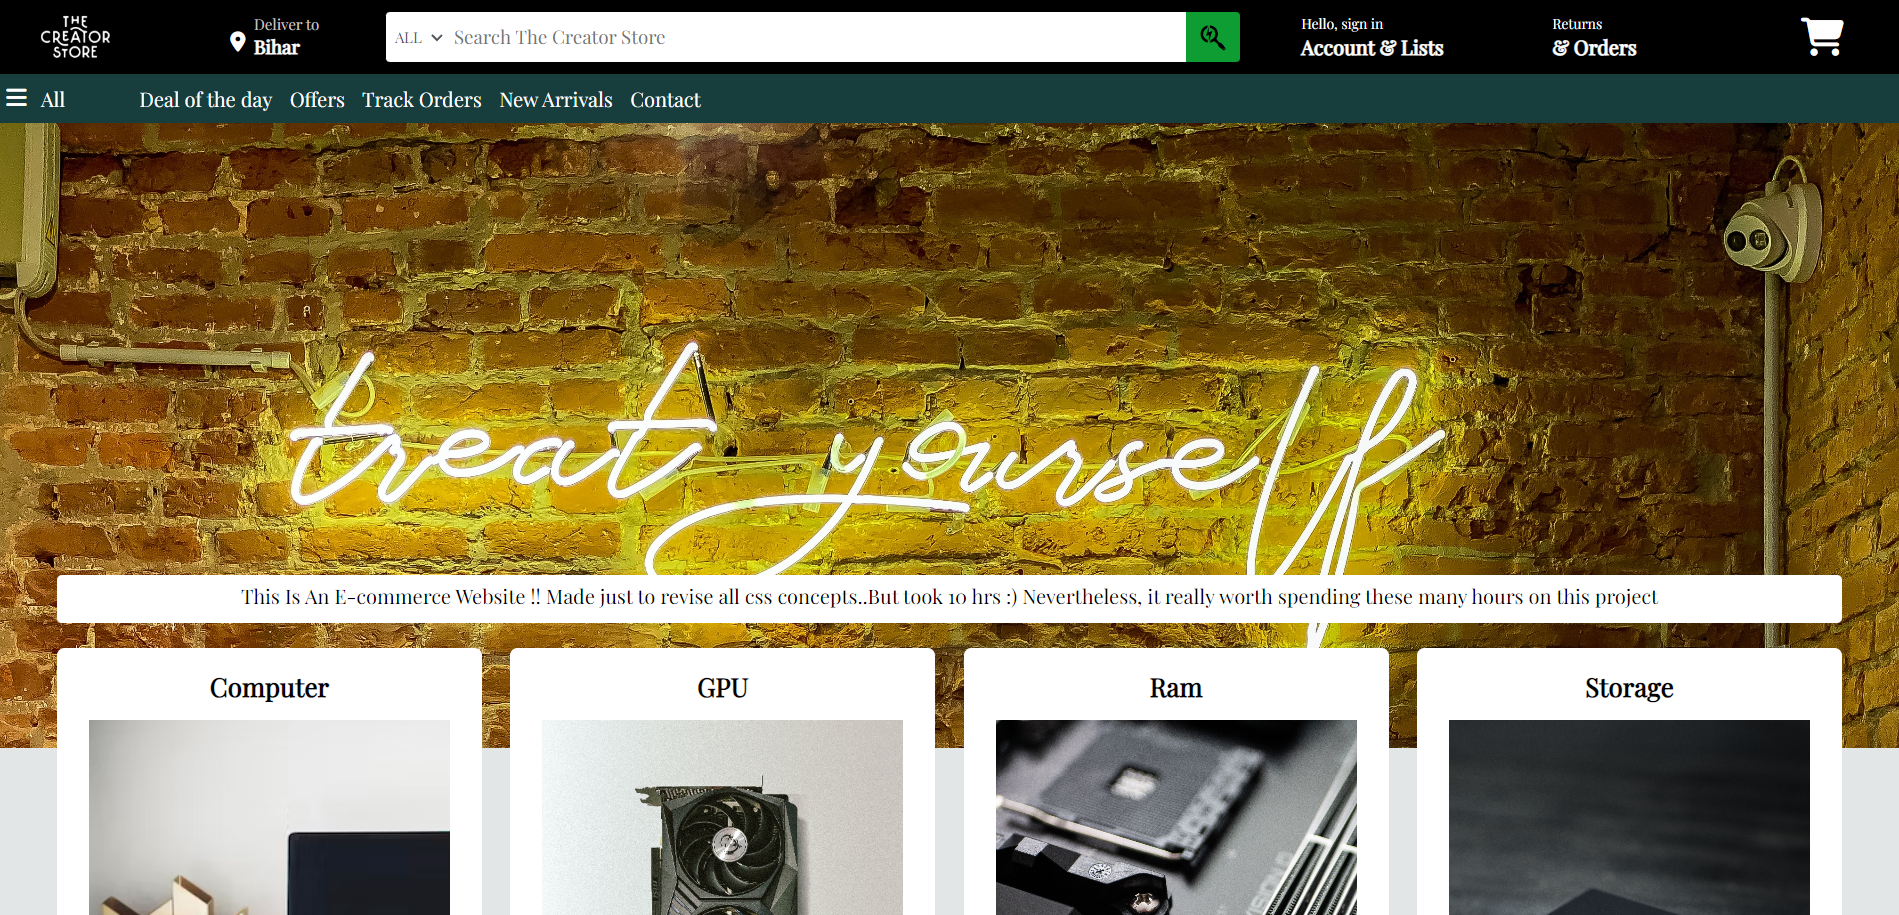 THE
CREATOR
STORE
Deliver to
Bihar
ALL
Search The Creator Store
Hello, sign in
Account & Lists
Returns
& Orders
All
Deal of the day
Offers
Track Orders
New Arrivals
Contact
treat yourself
This Is An E-commerce Website !! Made just to revise all css concepts..But took 10 hrs :) Nevertheless, it really worth spending these many hours on this project
Computer
GPU
Ram
Storage